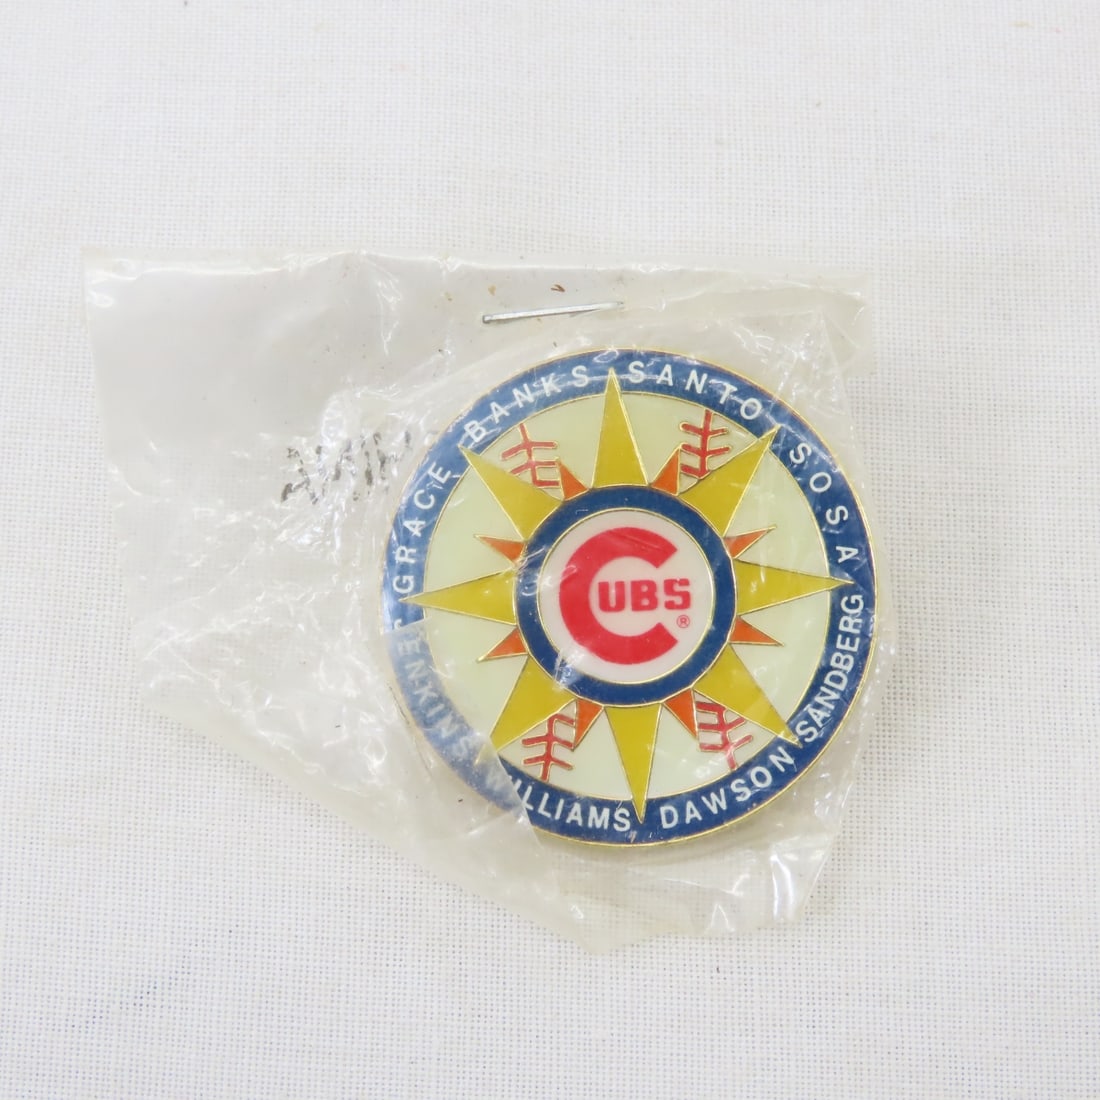 BANKS SANTO SOSA SANDBERG DAWSON WILLIAMS JENKINS GRACE
CUBS®